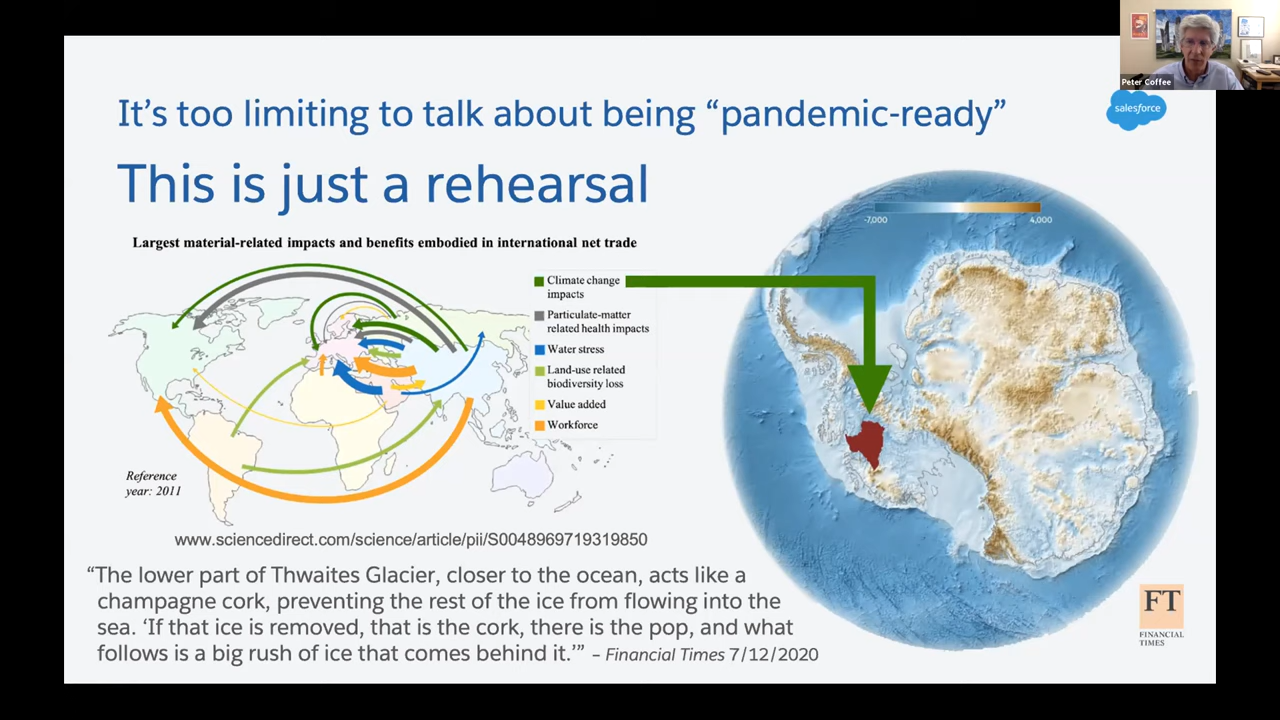 Peter Coffee
salesforce
It's too limiting to talk about being “pandemic-ready”
This is just a rehearsal
Largest material-related impacts and benefits embodied in international net trade
Climate change
impacts
Particulate-matter
related health impacts
Water stress
Land-use related
biodiversity loss
Value added
Workforce
Reference
year: 2011
-7,000
4,000
www.sciencedirect.com/science/article/pii/S0048969719319850
“The lower part of Thwaites Glacier, closer to the ocean, acts like a
champagne cork, preventing the rest of the ice from flowing into the
sea. ‘If that ice is removed, that is the cork, there is the pop, and what
follows is a big rush of ice that comes behind it.’” – Financial Times 7/12/2020
FT
FINANCIAL
TIMES